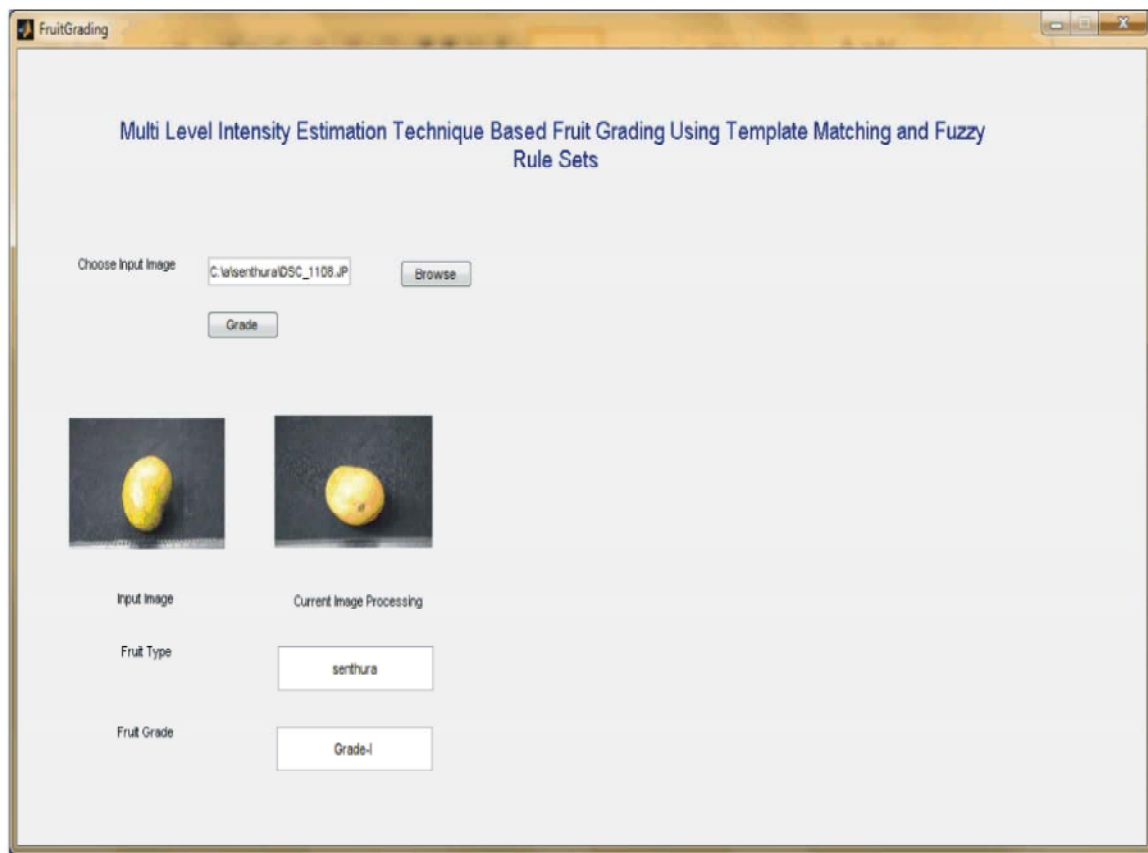 FruitGrading
Multi Level Intensity Estimation Technique Based Fruit Grading Using Template Matching and Fuzzy
Rule Sets
Choose Input Image
C:\a\senthura\DSC_1108.JP
Browse
Grade
Input Image
Current Image Processing
Fruit Type
senthura
Fruit Grade
Grade-I